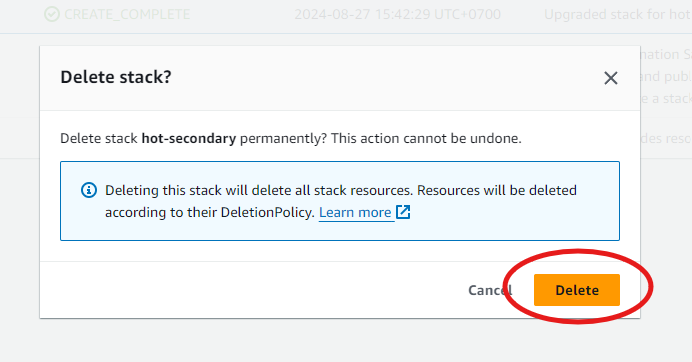 CREATE_COMPLETE 2024-08-27 15:42:29 UTC+0700 Upgraded stack for hot
Delete stack?
Delete stack hot-secondary permanently? This action cannot be undone.
Deleting this stack will delete all stack resources. Resources will be deleted
according to their DeletionPolicy. Learn more
Cancel Delete